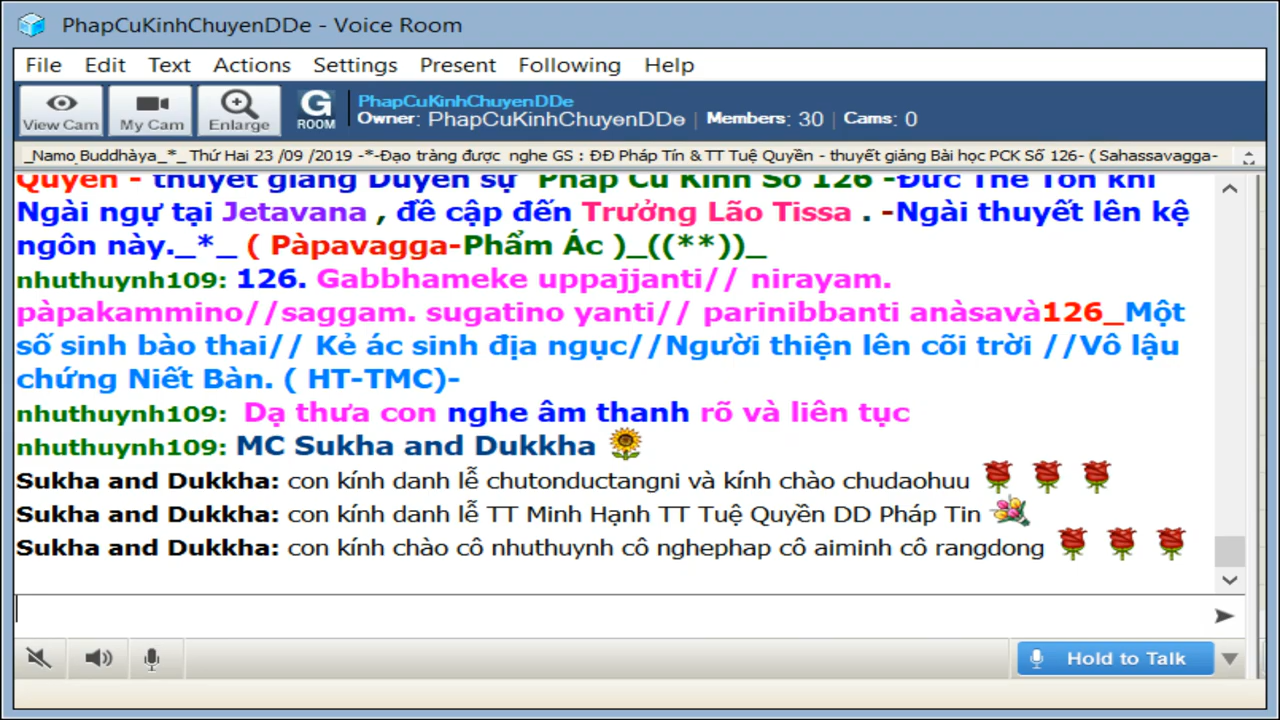 PhapCuKinhChuyenDDe - Voice Room
File Edit Text Actions Settings Present Following Help
View Cam My Cam Enlarge G ROOM PhapCuKinhChuyenDDe
Owner: PhapCuKinhChuyenDDe | Members: 30 | Cams: 0
_Namo Buddhàya_*_ Thứ Hai 23 /09 /2019 -*-Đạo tràng được nghe GS : ĐĐ Pháp Tín & TT Tuệ Quyền - thuyết giảng Bài học PCK Số 126- ( Sahassavagga-
Quyền - thuyết giảng Duyên sự Pháp Cú Kinh Số 126 -Đức Thế Tôn khi
Ngài ngự tại Jetavana , đề cập đến Trưởng Lão Tissa . -Ngài thuyết lên kệ
ngôn này._*_ ( Pàpavagga-Phẩm Ác )_((**))_
nhuthuynh109: 126. Gabbhameke uppajjanti// nirayam.
pàpakammino//saggam. sugatino yanti// parinibbanti anàsavà126_Một
số sinh bào thai// Kẻ ác sinh địa ngục//Người thiện lên cõi trời //Vô lậu
chứng Niết Bàn. ( HT-TMC)-
nhuthuynh109: Dạ thưa con nghe âm thanh rõ và liên tục
nhuthuynh109: MC Sukha and Dukkha
Sukha and Dukkha: con kính danh lễ chutonductangni và kính chào chudaohuu
Sukha and Dukkha: con kính danh lễ TT Minh Hạnh TT Tuệ Quyền DD Pháp Tin
Sukha and Dukkha: con kính chào cô nhuthuynh cô nghephap cô aiminh cô rangdong
Hold to Talk